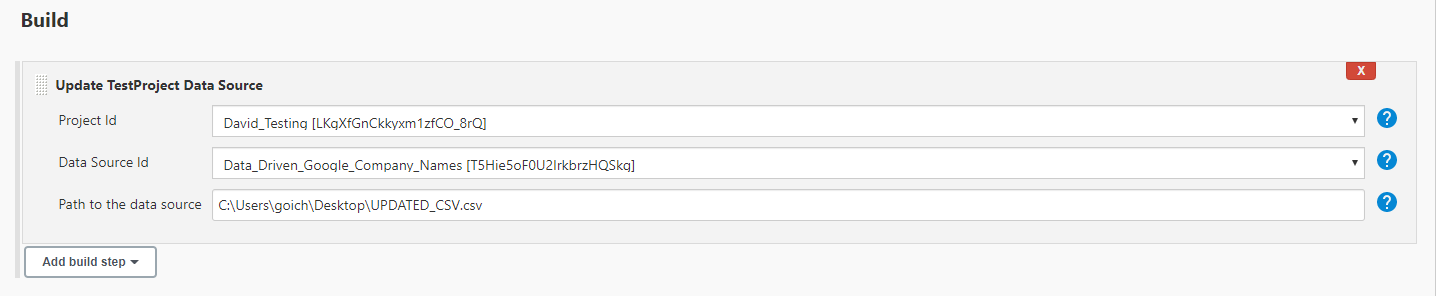 Build
Update TestProject Data Source
X
Project Id
David_Testing [LKqXfGnCkkyxm1zfCO_8rQ]
?
Data Source Id
Data_Driven_Google_Company_Names [T5Hie5oF0U2IrkbrzHQSkg]
?
Path to the data source
C:\Users\goich\Desktop\UPDATED_CSV.csv
?
Add build step